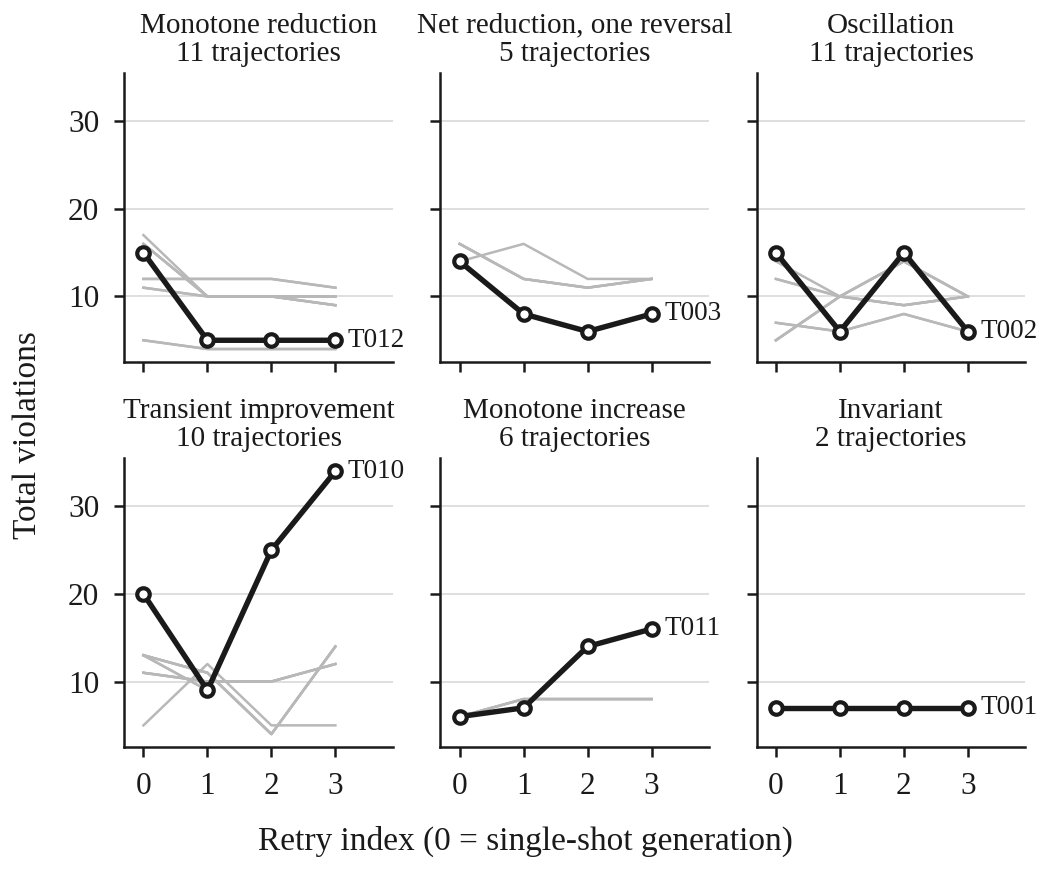 Monotone reduction
11 trajectories
Net reduction, one reversal
5 trajectories
Oscillation
11 trajectories
30
20
10
T012
T003
T002
Total violations
Transient improvement
10 trajectories
Monotone increase
6 trajectories
Invariant
2 trajectories
30
20
10
T010
T011
T001
0 1 2 3
0 1 2 3
0 1 2 3
Retry index (0 = single-shot generation)